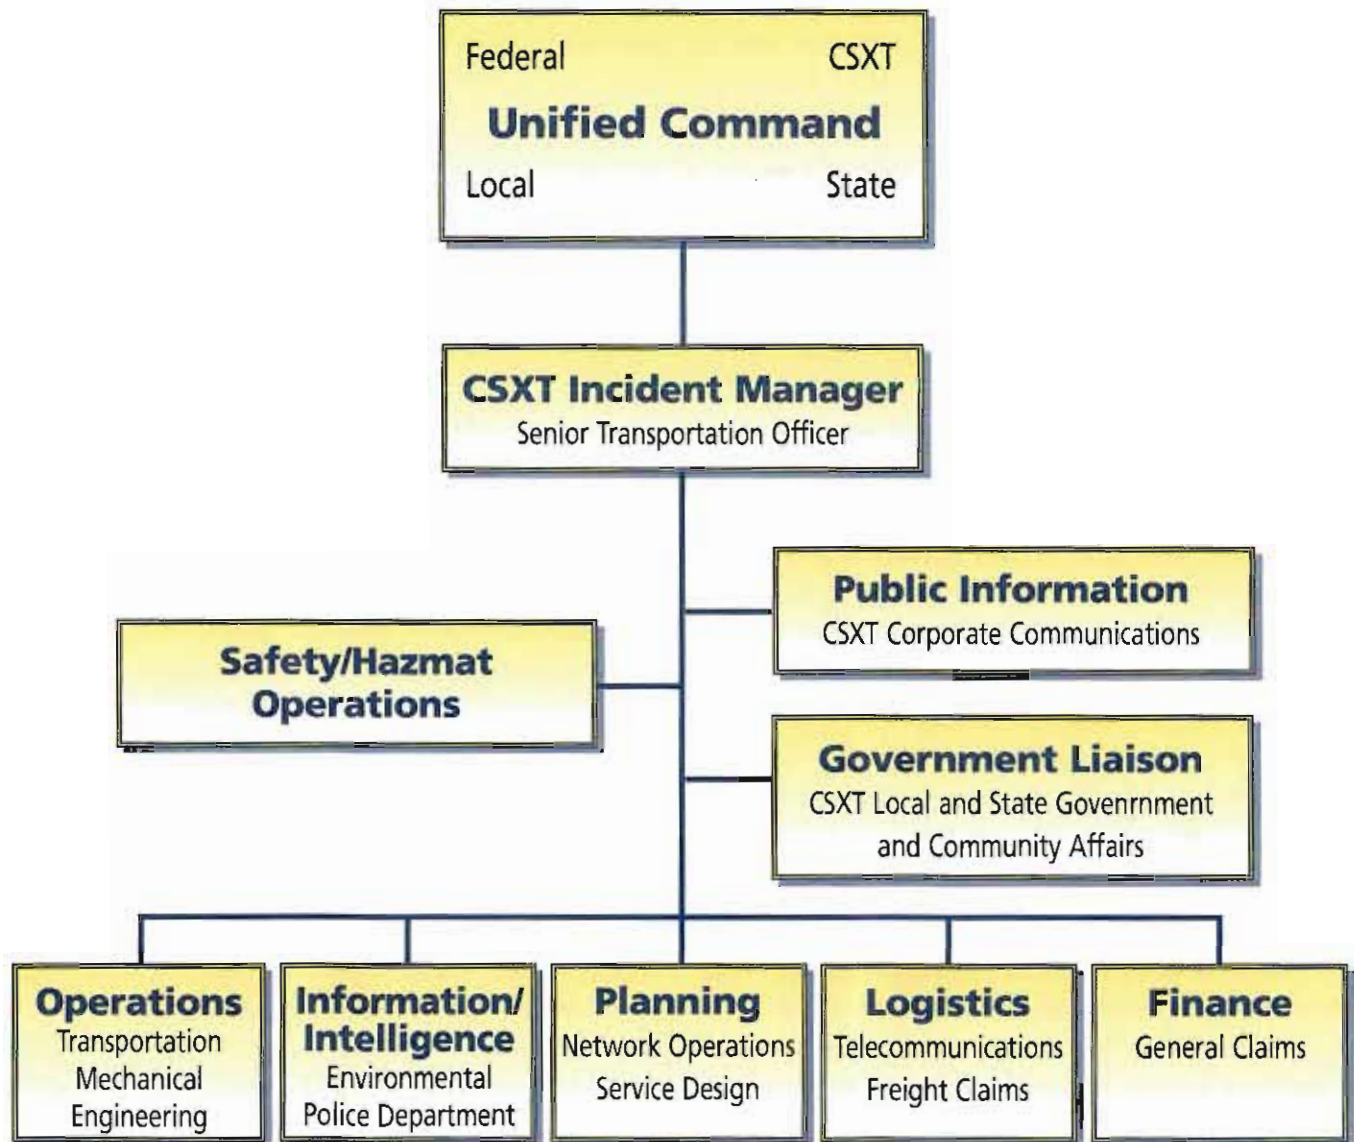 Federal CSXT
Unified Command
Local State
CSXT Incident Manager
Senior Transportation Officer
Public Information
CSXT Corporate Communications
Safety/Hazmat
Operations
Government Liaison
CSXT Local and State Govenrnment
and Community Affairs
Operations
Transportation
Mechanical
Engineering
Information/
Intelligence
Environmental
Police Department
Planning
Network Operations
Service Design
Logistics
Telecommunications
Freight Claims
Finance
General Claims